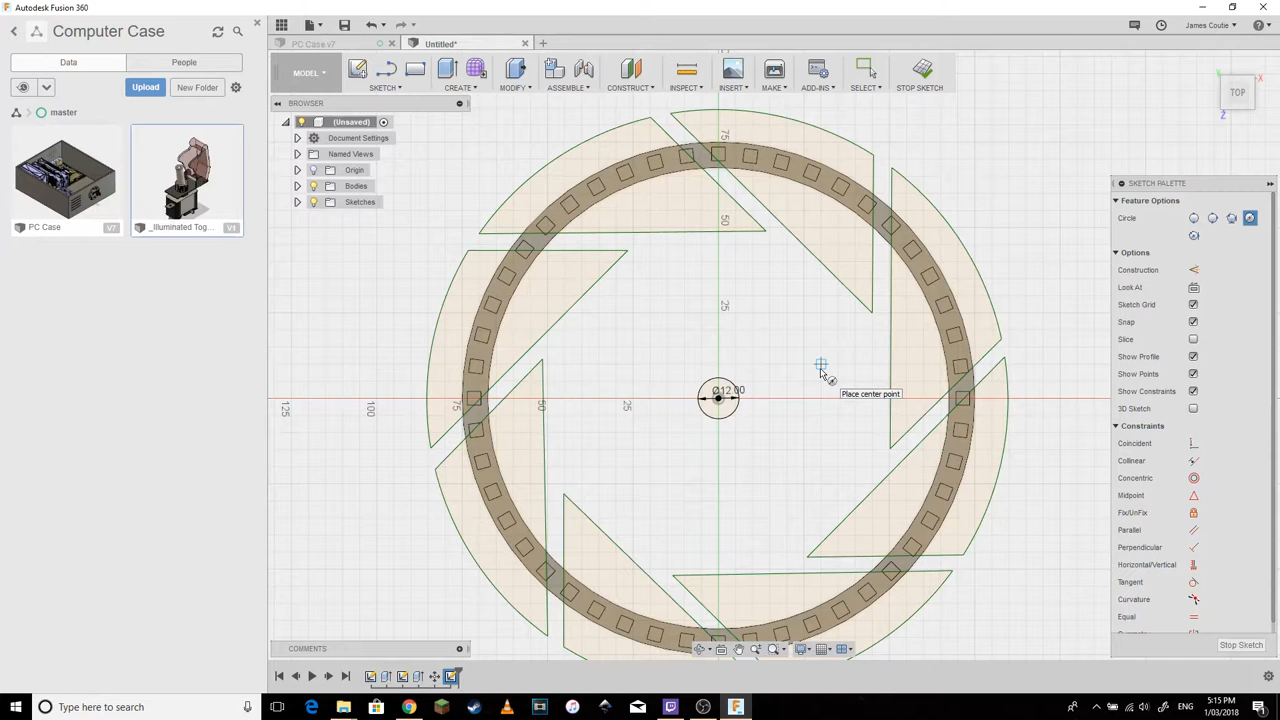 Autodesk Fusion 360
Computer Case
Data
People
Upload
New Folder
master
PC Case
V7
_Illuminated Tog...
V1
PC Case v7
Untitled*
James Coutie
MODEL
SKETCH
CREATE
MODIFY
ASSEMBLE
CONSTRUCT
INSPECT
INSERT
MAKE
ADD-INS
SELECT
STOP SKETCH
BROWSER
(Unsaved)
Document Settings
Named Views
Origin
Bodies
Sketches
TOP
X
Z
75
50
25
125
100
75
50
25
Ø12.00
Place center point
SKETCH PALETTE
Feature Options
Circle
Options
Construction
Look At
Sketch Grid
Snap
Slice
Show Profile
Show Points
Show Constraints
3D Sketch
Constraints
Coincident
Collinear
Concentric
Midpoint
Fix/UnFix
Parallel
Perpendicular
Horizontal/Vertical
Tangent
Curvature
Equal
Stop Sketch
COMMENTS
Type here to search
ENG
5:15 PM
1/03/2018